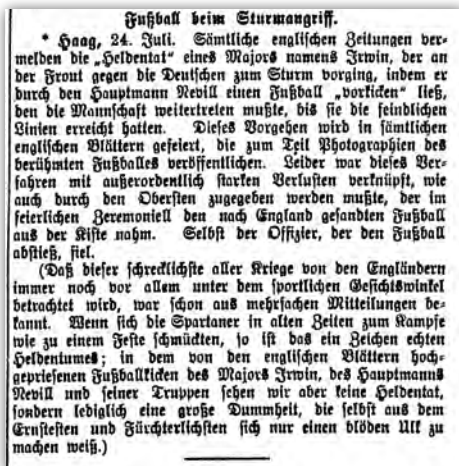 Fußball beim Sturmangriff.
* Haag, 24. Juli. Sämtliche englischen Zeitungen ver-
melden die „Heldentat“ eines Majors namens Irwin, der an
der Front gegen die Deutschen zum Sturm vorging, indem er
durch den Hauptmann Nevill einen Fußball „vorkicken“ ließ,
den die Mannschaft weitertreten mußte, bis sie die feindlichen
Linien erreicht hatten. Dieses Vorgehen wird in sämtlichen
englischen Blättern gefeiert, die zum Teil Photographien des
berühmten Fußballes veröffentlichen. Leider war dieses Ver-
fahren mit außerordentlich starken Verlusten verknüpft, wie
auch durch den Obersten zugegeben werden mußte, der im
feierlichen Zeremoniell den nach England gesandten Fußball
aus der Kiste nahm. Selbst der Offizier, der den Fußball
abstieß, fiel.
(Daß dieser schrecklichste aller Kriege von den Engländern
immer noch vor allem unter dem sportlichen Gesichtswinkel
betrachtet wird, war schon aus mehrfachen Mitteilungen be-
kannt. Wenn sich die Spartaner in alten Zeiten zum Kampfe
wie zu einem Feste schmückten, so ist das ein Zeichen echten
Heldentumes; in dem von den englischen Blättern hoch-
gepriesenen Fußballkicken des Majors Irwin, des Hauptmanns
Nevill und seiner Truppen sehen wir aber keine Heldentat,
sondern lediglich eine große Dummheit, die selbst aus dem
Ernstesten und Fürchterlichsten sich nur einen blöden Ulk zu
machen weiß.)